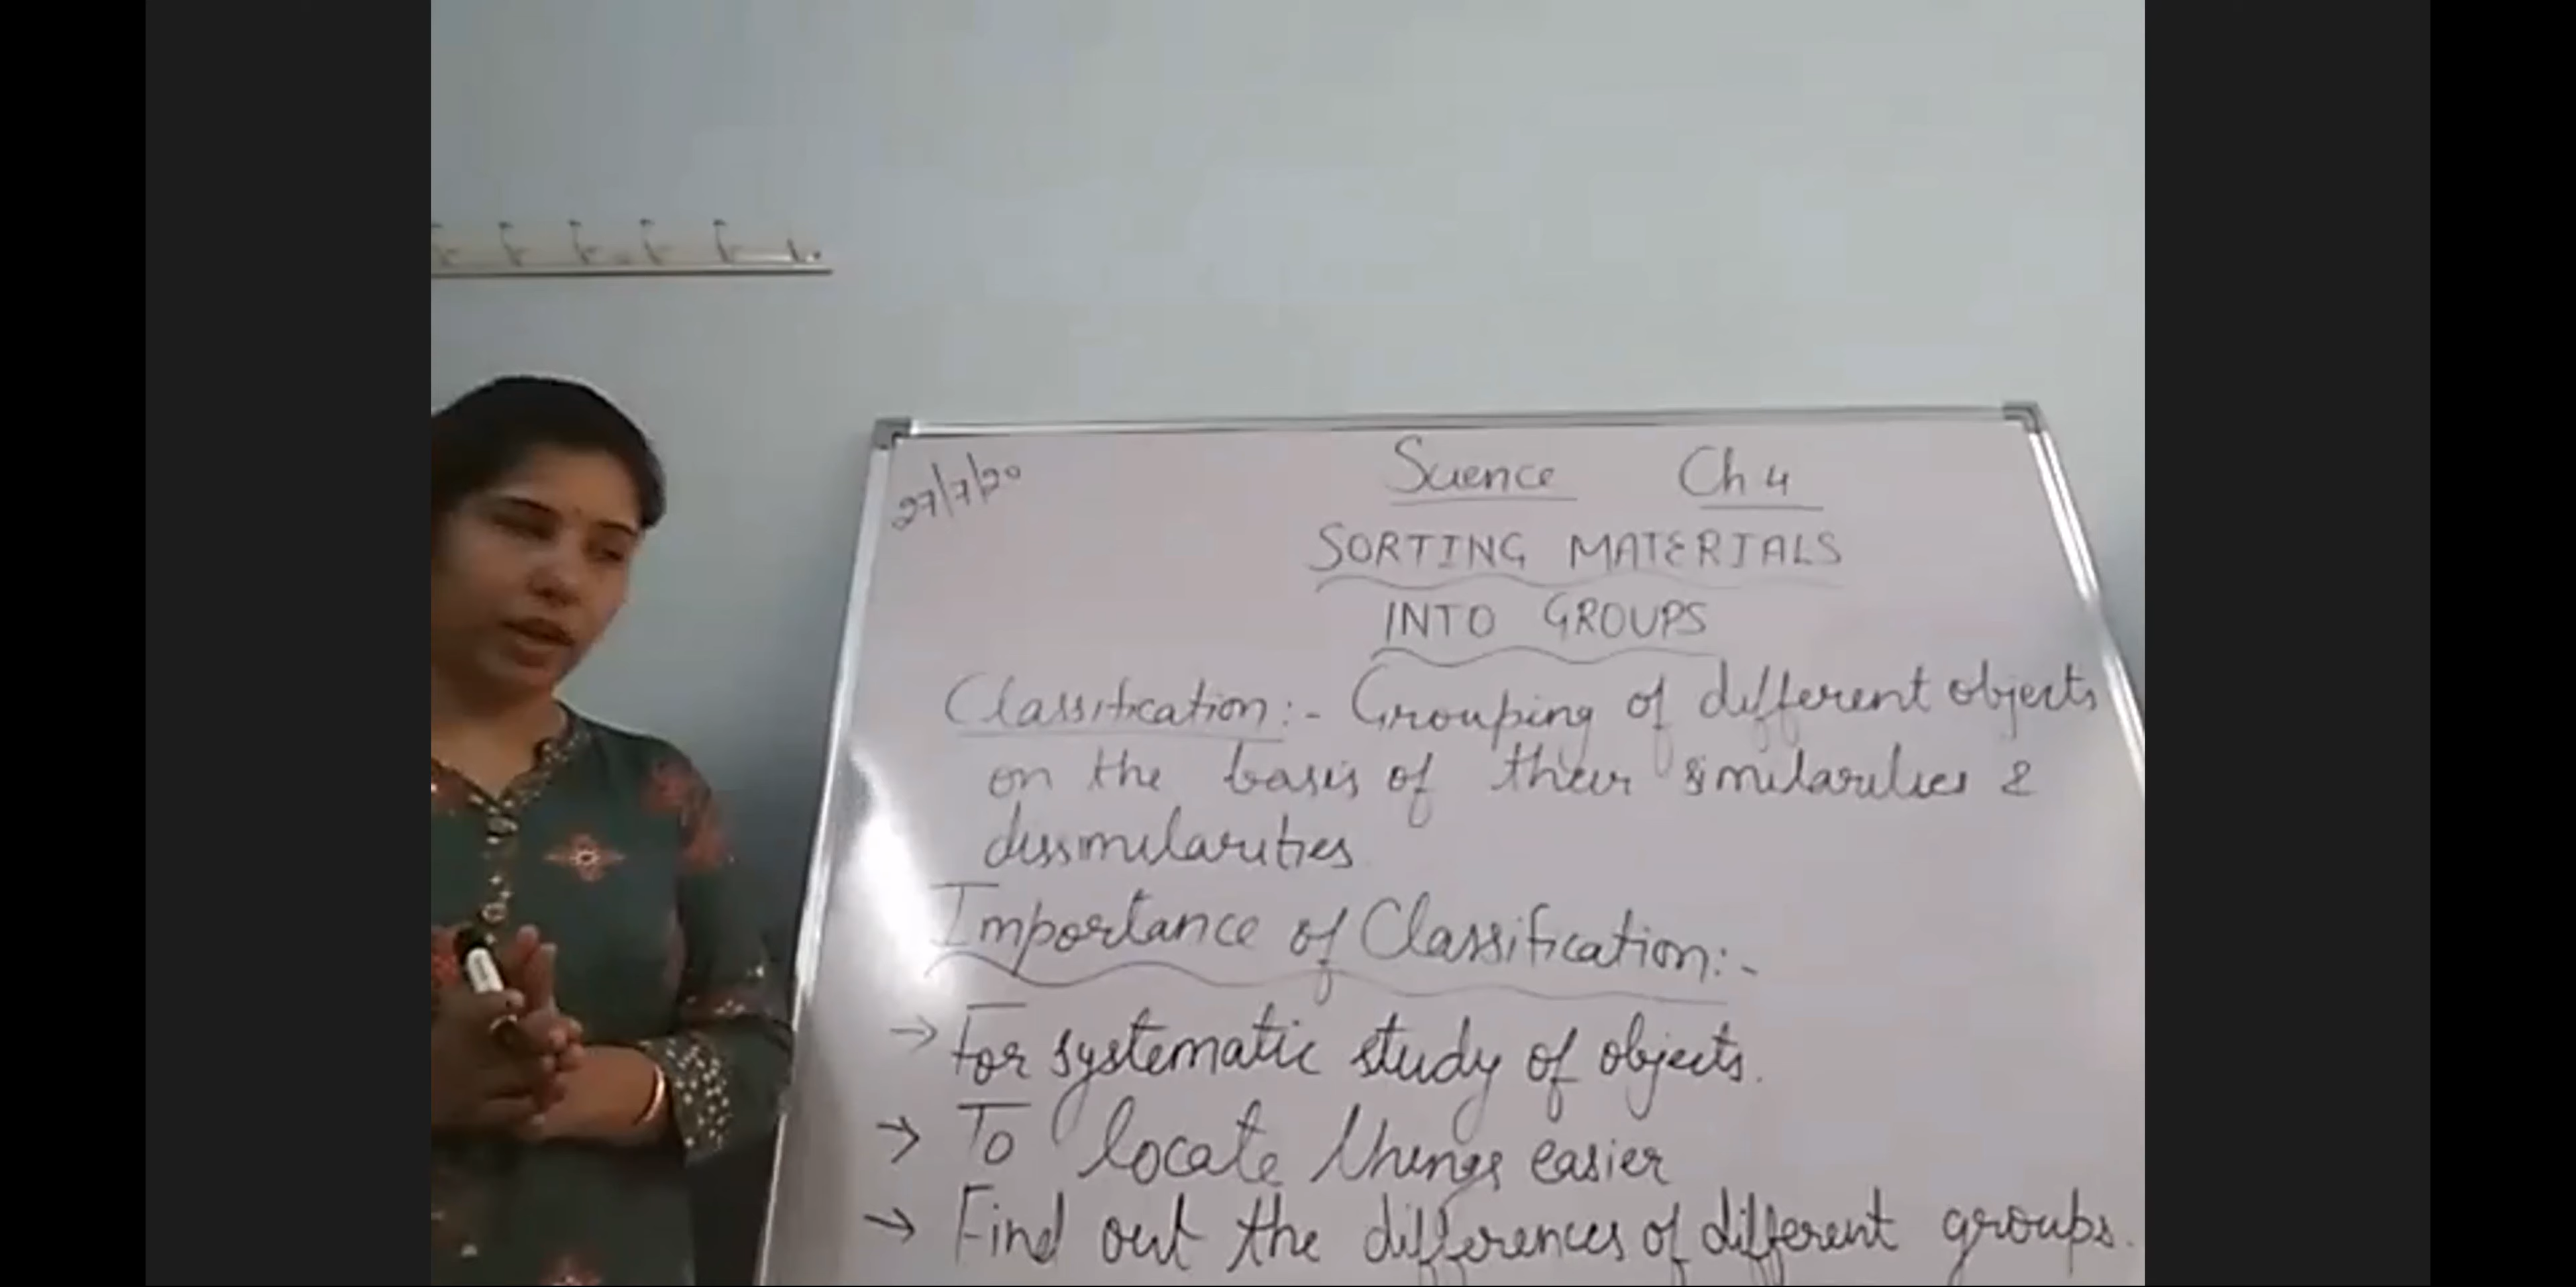 27/7/20
Science Ch 4
SORTING MATERIALS
INTO GROUPS
Classification:- Grouping of different objects
on the basis of their similarities &
dissimilarities
Importance of Classification:-
→ For systematic study of objects.
→ To locate things easier
→ Find out the differences of different groups.